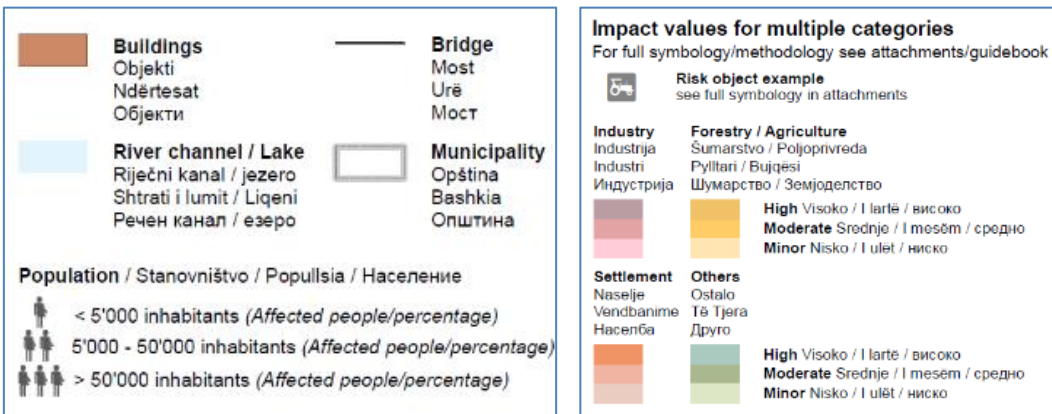 Buildings
Objekti
Ndërtesat
Објекти
Bridge
Most
Urë
Мост
River channel / Lake
Riječni kanal / jezero
Shtrati i lumit / Liqeni
Речен канал / езеро
Municipality
Opština
Bashkia
Општина
Population / Stanovništvo / Popullsia / Население
< 5'000 inhabitants (Affected people/percentage)
5'000 - 50'000 inhabitants (Affected people/percentage)
> 50'000 inhabitants (Affected people/percentage)
Impact values for multiple categories
For full symbology/methodology see attachments/guidebook
Risk object example
see full symbology in attachments
Industry
Industrija
Industri
Индустрија
Forestry / Agriculture
Šumarstvo / Poljoprivreda
Pylltari / Bujqësi
Шумарство / Земјоделство
High Visoko / I lartë / високо
Moderate Srednje / I mesëm / средно
Minor Nisko / I ulët / ниско
Settlement
Naselje
Vendbanime
Населба
Others
Ostalo
Të Tjera
Друго
High Visoko / I lartë / високо
Moderate Srednje / I mesëm / средно
Minor Nisko / I ulët / ниско